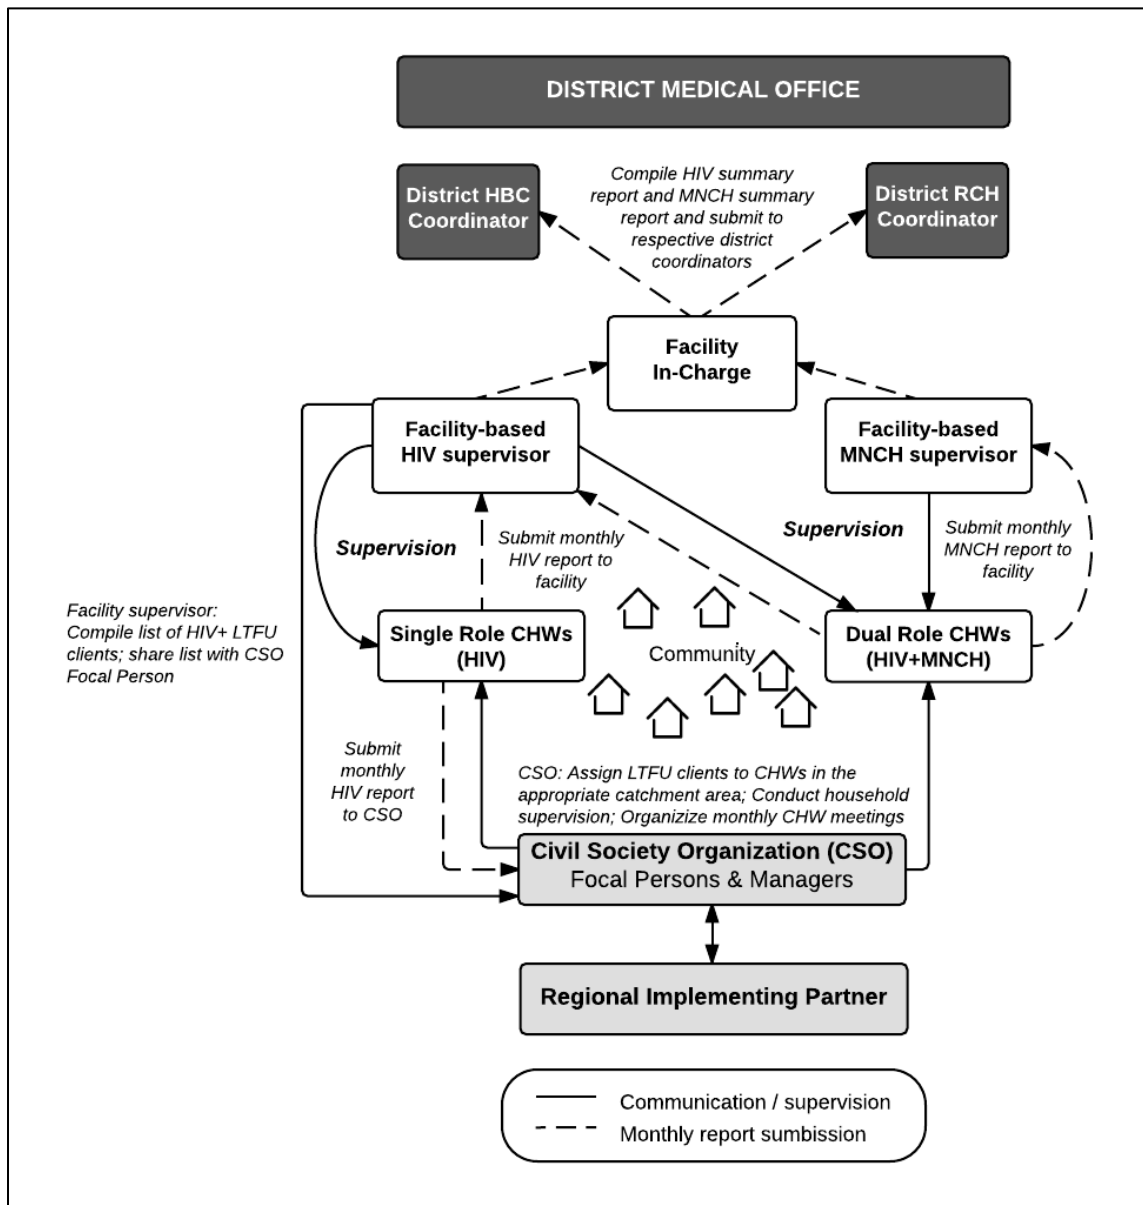 DISTRICT MEDICAL OFFICE
District HBC
Coordinator
Compile HIV summary
report and MNCH summary
report and submit to
respective district
coordinators
District RCH
Coordinator
Facility
In-Charge
Facility-based
HIV supervisor
Facility-based
MNCH supervisor
Supervision
Submit monthly
HIV report to
facility
Supervision
Submit monthly
MNCH report to
facility
Facility supervisor:
Compile list of HIV+ LTFU
clients; share list with CSO
Focal Person
Single Role CHWs
(HIV)
Community
Dual Role CHWs
(HIV+MNCH)
Submit
monthly
HIV report
to CSO
CSO: Assign LTFU clients to CHWs in the
appropriate catchment area; Conduct household
supervision; Organizize monthly CHW meetings
Civil Society Organization (CSO)
Focal Persons & Managers
Regional Implementing Partner
Communication / supervision
Monthly report sumbission